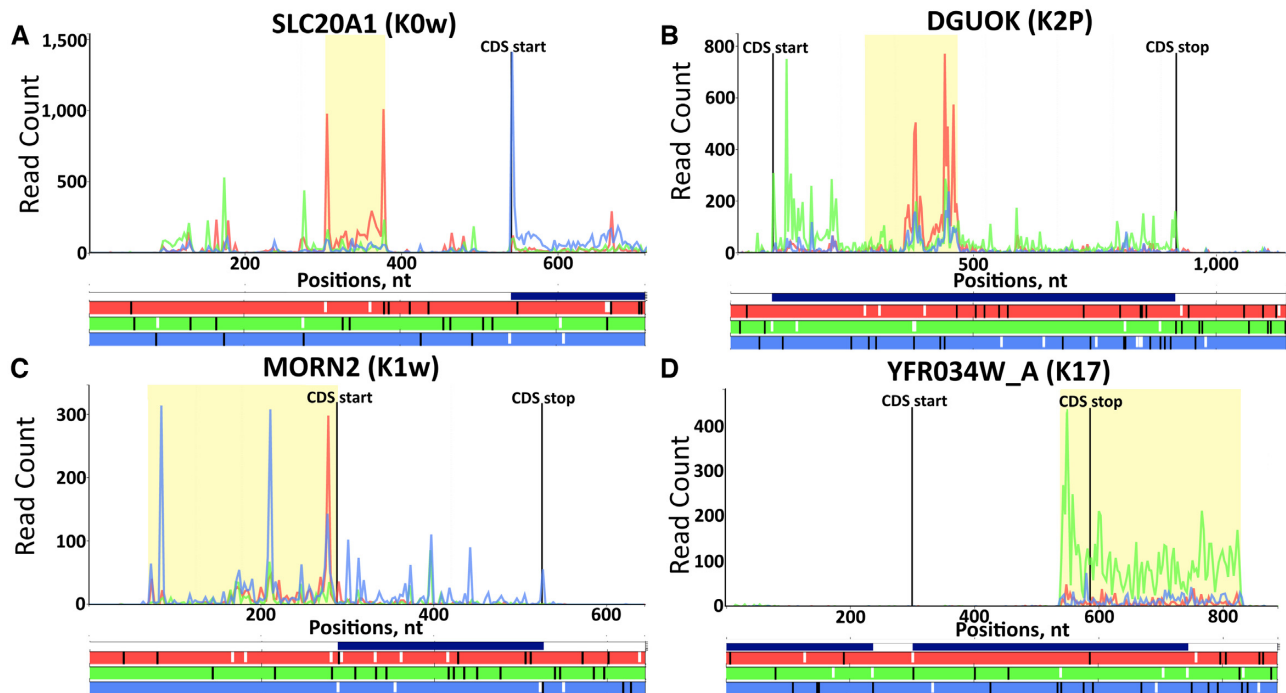 A
SLC20A1 (K0w)
1,500
1,000
500
0
Read Count
CDS start
200
400
600
Positions, nt
B
DGUOK (K2P)
800
600
400
200
0
Read Count
CDS start
CDS stop
500
1,000
Positions, nt
C
MORN2 (K1w)
300
200
100
0
Read Count
CDS start
CDS stop
200
400
600
Positions, nt
D
YFR034W_A (K17)
400
300
200
100
0
Read Count
CDS start
CDS stop
200
400
600
800
Positions, nt